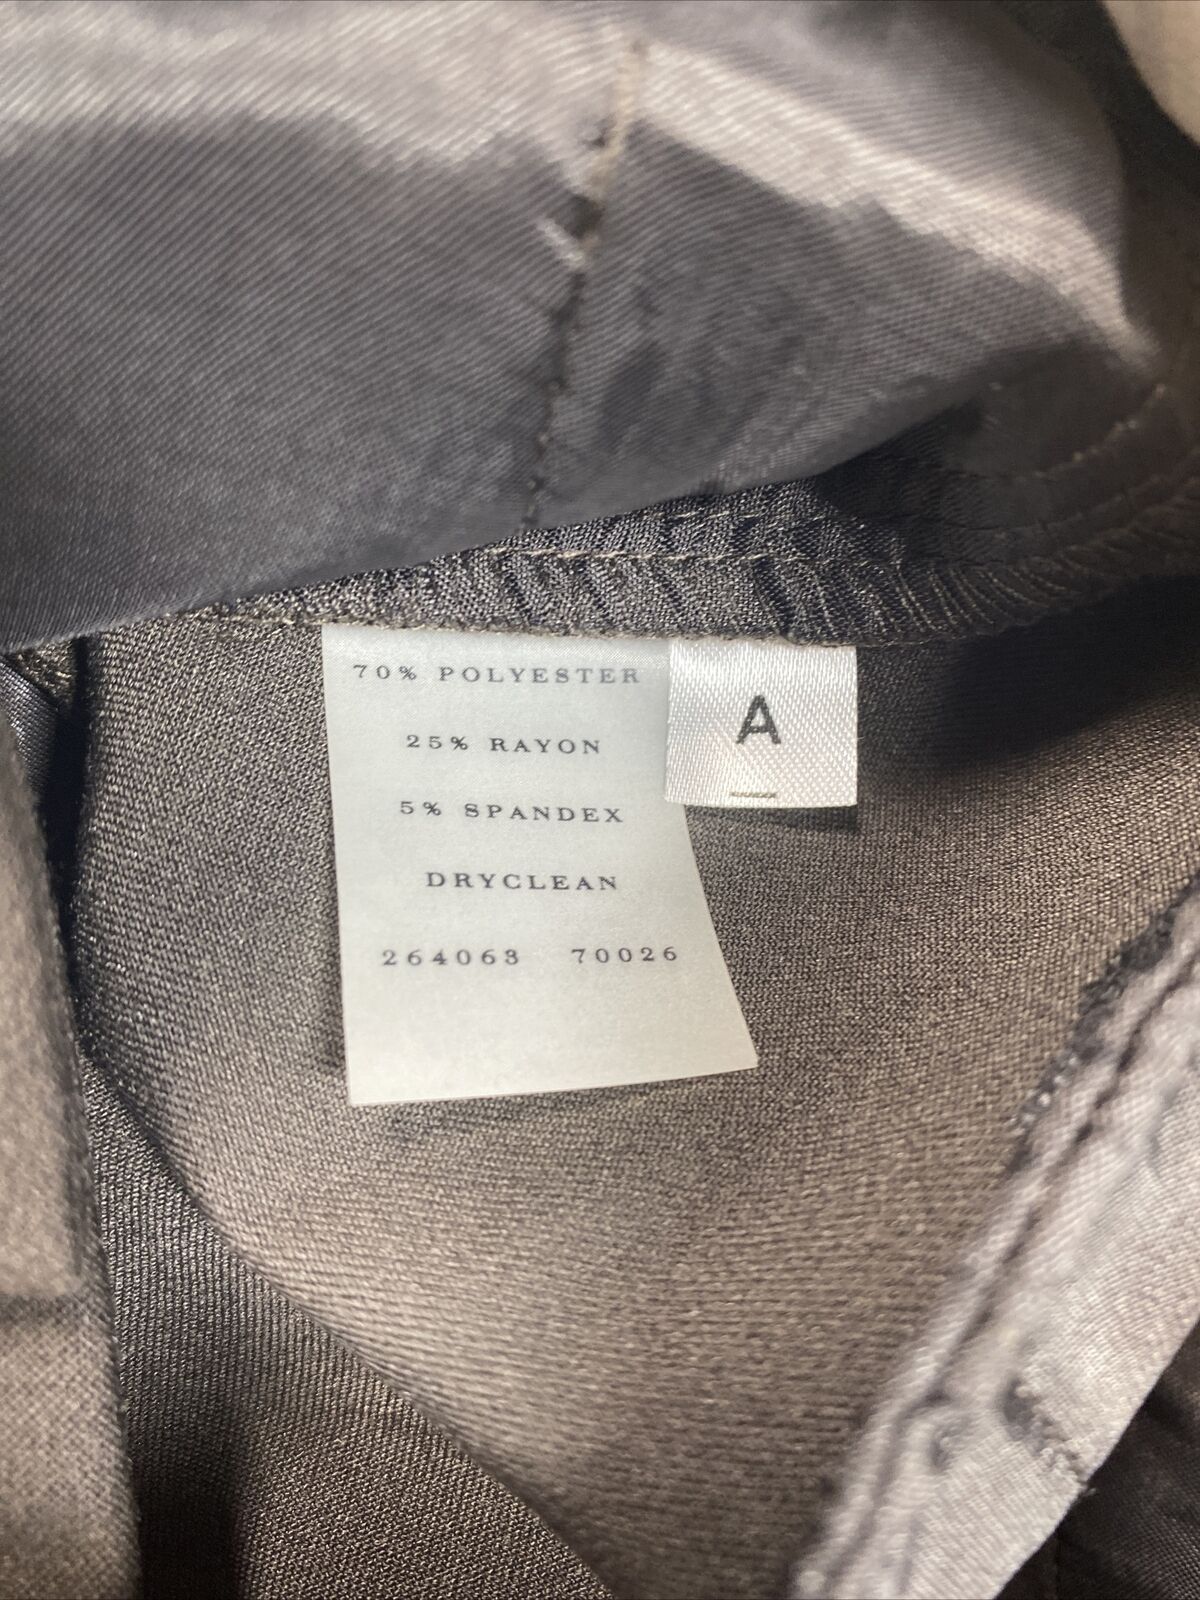 70% POLYESTER
25% RAYON
5% SPANDEX
DRYCLEAN
264063 70026
A